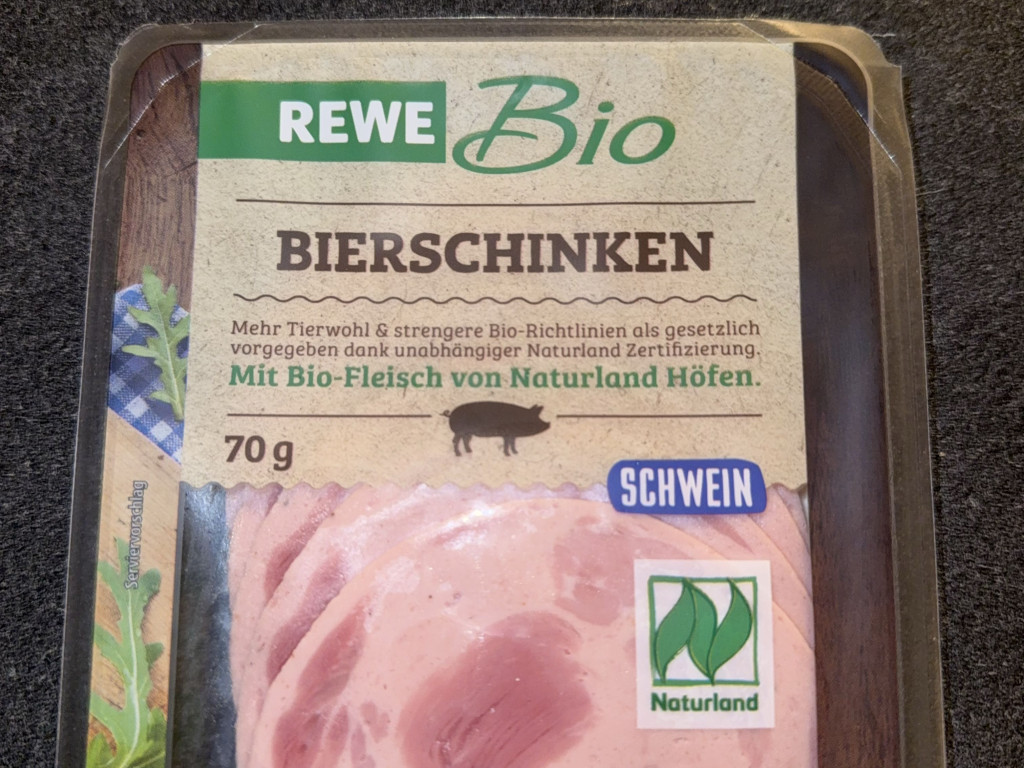 REWE Bio
BIERSCHINKEN
Mehr Tierwohl & strengere Bio-Richtlinien als gesetzlich
vorgegeben dank unabhängiger Naturland Zertifizierung.
Mit Bio-Fleisch von Naturland Höfen.
70 g
SCHWEIN
Serviervorschlag
Naturland